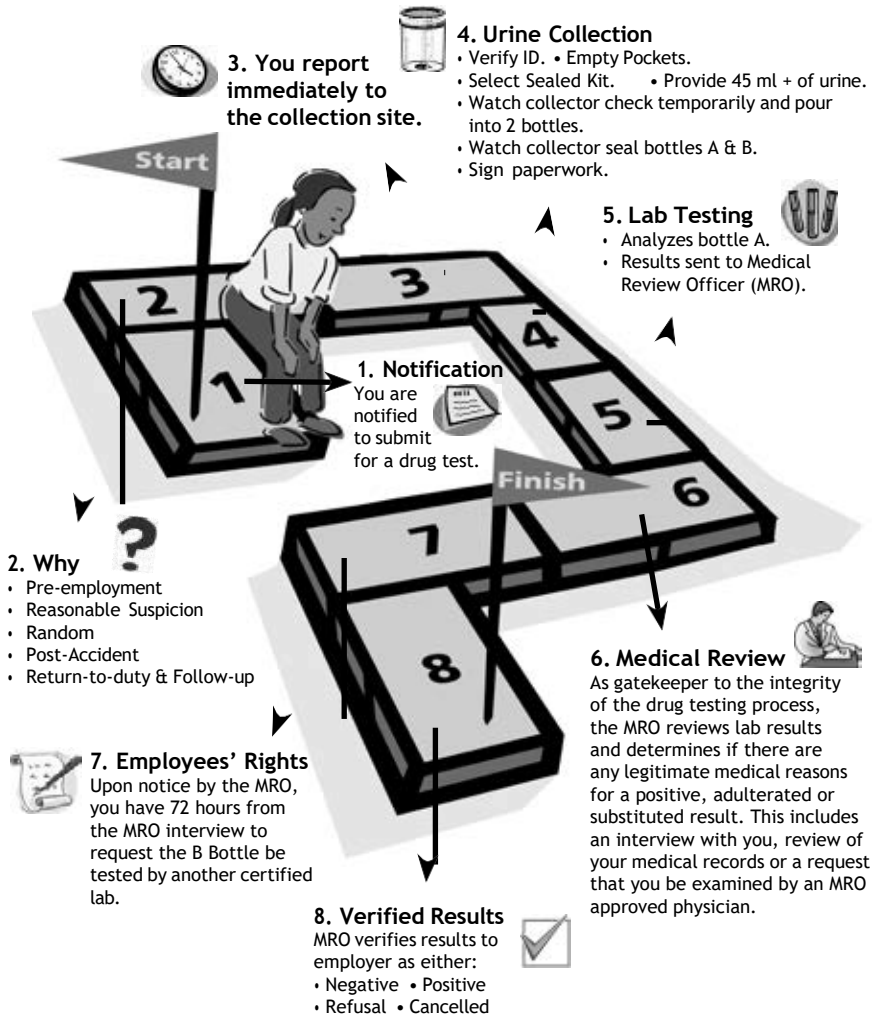 3. You report
immediately to
the collection site.
4. Urine Collection
• Verify ID. • Empty Pockets.
• Select Sealed Kit. • Provide 45 ml + of urine.
• Watch collector check temporarily and pour
into 2 bottles.
• Watch collector seal bottles A & B.
• Sign paperwork.
Start
5. Lab Testing
• Analyzes bottle A.
• Results sent to Medical
Review Officer (MRO).
2
3
4
1
5
1. Notification
You are
notified
to submit
for a drug test.
Finish
6
7
8
2. Why
?
• Pre-employment
• Reasonable Suspicion
• Random
• Post-Accident
• Return-to-duty & Follow-up
6. Medical Review
As gatekeeper to the integrity
of the drug testing process,
the MRO reviews lab results
and determines if there are
any legitimate medical reasons
for a positive, adulterated or
substituted result. This includes
an interview with you, review of
your medical records or a request
that you be examined by an MRO
approved physician.
7. Employees’ Rights
Upon notice by the MRO,
you have 72 hours from
the MRO interview to
request the B Bottle be
tested by another certified
lab.
8. Verified Results
MRO verifies results to
employer as either:
• Negative • Positive
• Refusal • Cancelled